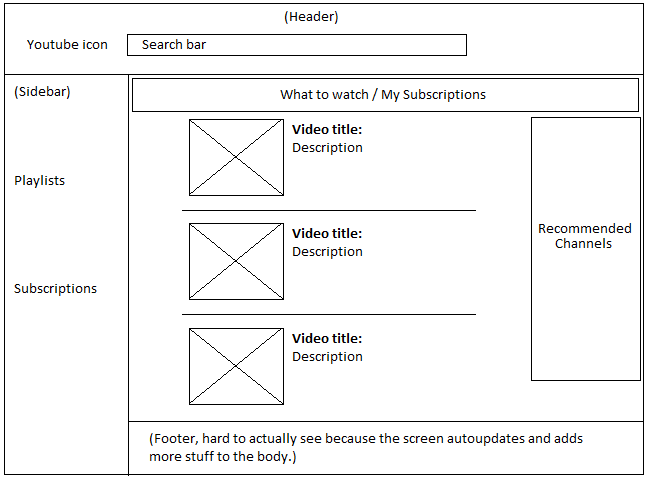 (Header)
Youtube icon
Search bar
(Sidebar)
What to watch / My Subscriptions
Video title:
Description
Playlists
Recommended
Channels
Video title:
Description
Subscriptions
Video title:
Description
(Footer, hard to actually see because the screen autoupdates and adds
more stuff to the body.)